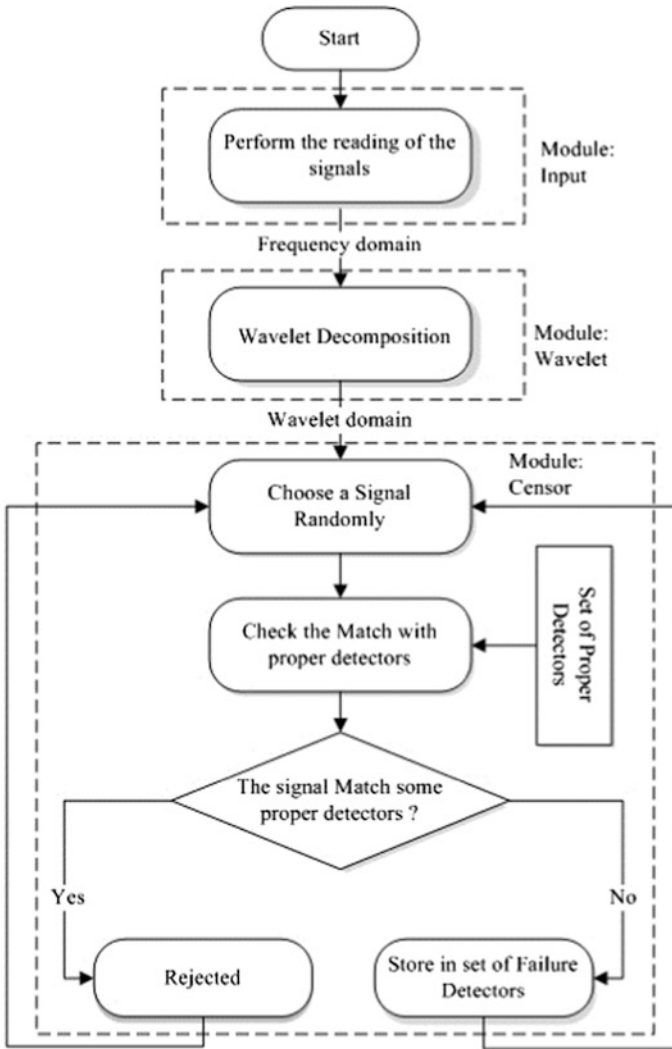 Start
Perform the reading of the
signals
Module:
Input
Frequency domain
Wavelet Decomposition
Module:
Wavelet
Wavelet domain
Module:
Censor
Choose a Signal
Randomly
Check the Match with
proper detectors
Set of Proper
Detectors
The signal Match some
proper detectors ?
Yes
No
Rejected
Store in set of Failure
Detectors